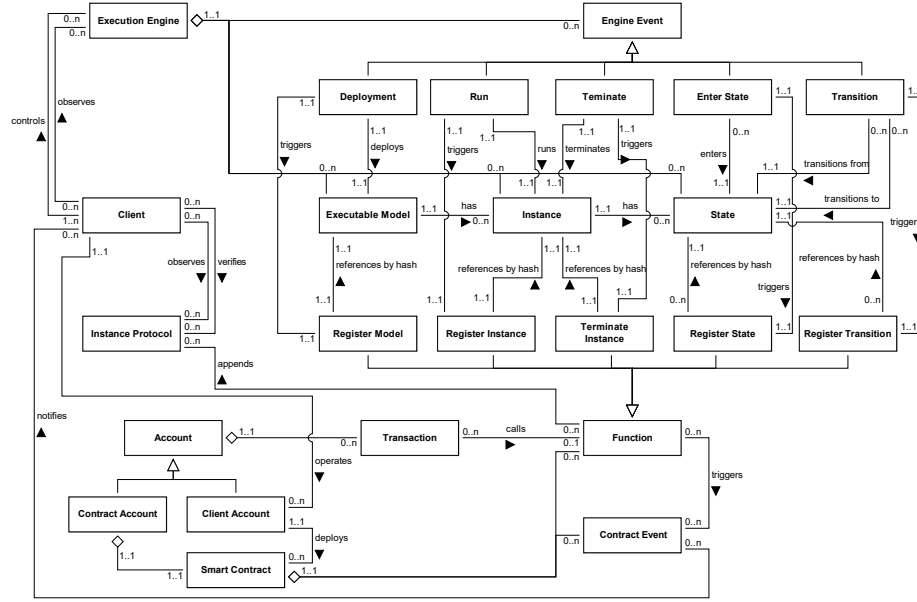 0..n
Execution Engine
1..1
0..n
Engine Event
0..n
0..n
observes
controls
1..1
Deployment
Run
Teminate
Enter State
1..1
Transition
1..1
triggers
1..1
deploys
1..1
triggers
1..1
runs
1..1
terminates
1..1
triggers
0..n
enters
0..n
0..n
transitions from
transitions to
0..n
1..1
0..n
1..1
1..1
0..n
1..1
1..1
0..n
Client
1..n
0..n
0..n
0..n
1..1
Executable Model
1..1
has
0..n
Instance
1..1
has
0..n
State
1..1
1..1
triggers
observes
verifies
1..1
references by hash
1..1
1..1
references by hash
1..1
1..1
references by hash
1..1
1..1
1..1
references by hash
0..n
triggers
references by hash
0..n
Instance Protocol
0..n
0..n
0..n
1..1
Register Model
Register Instance
Terminate
Instance
Register State
1..1
Register Transition
1..1
appends
notifies
Account
1..1
0..n
Transaction
0..n
calls
0..n
0..1
0..n
Function
0..n
triggers
operates
Contract Account
Client Account
0..n
1..1
deploys
1..1
1..1
Smart Contract
0..n
1..1
0..n
Contract Event
0..n
0..n